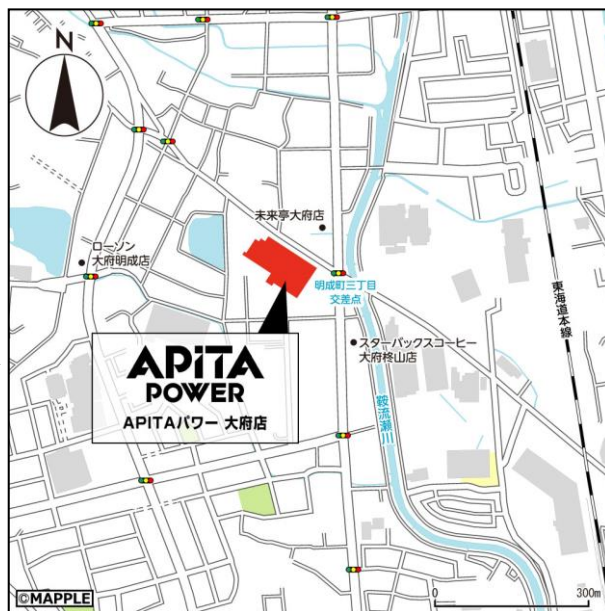 N
未来亭大府店
ローソン
大府明成店
明成町三丁目
交差点
東海道本線
スターバックスコーヒー
大府柊山店
APiTA
POWER
APITAパワー 大府店
鞍流瀬川
©MAPPLE
0 300m